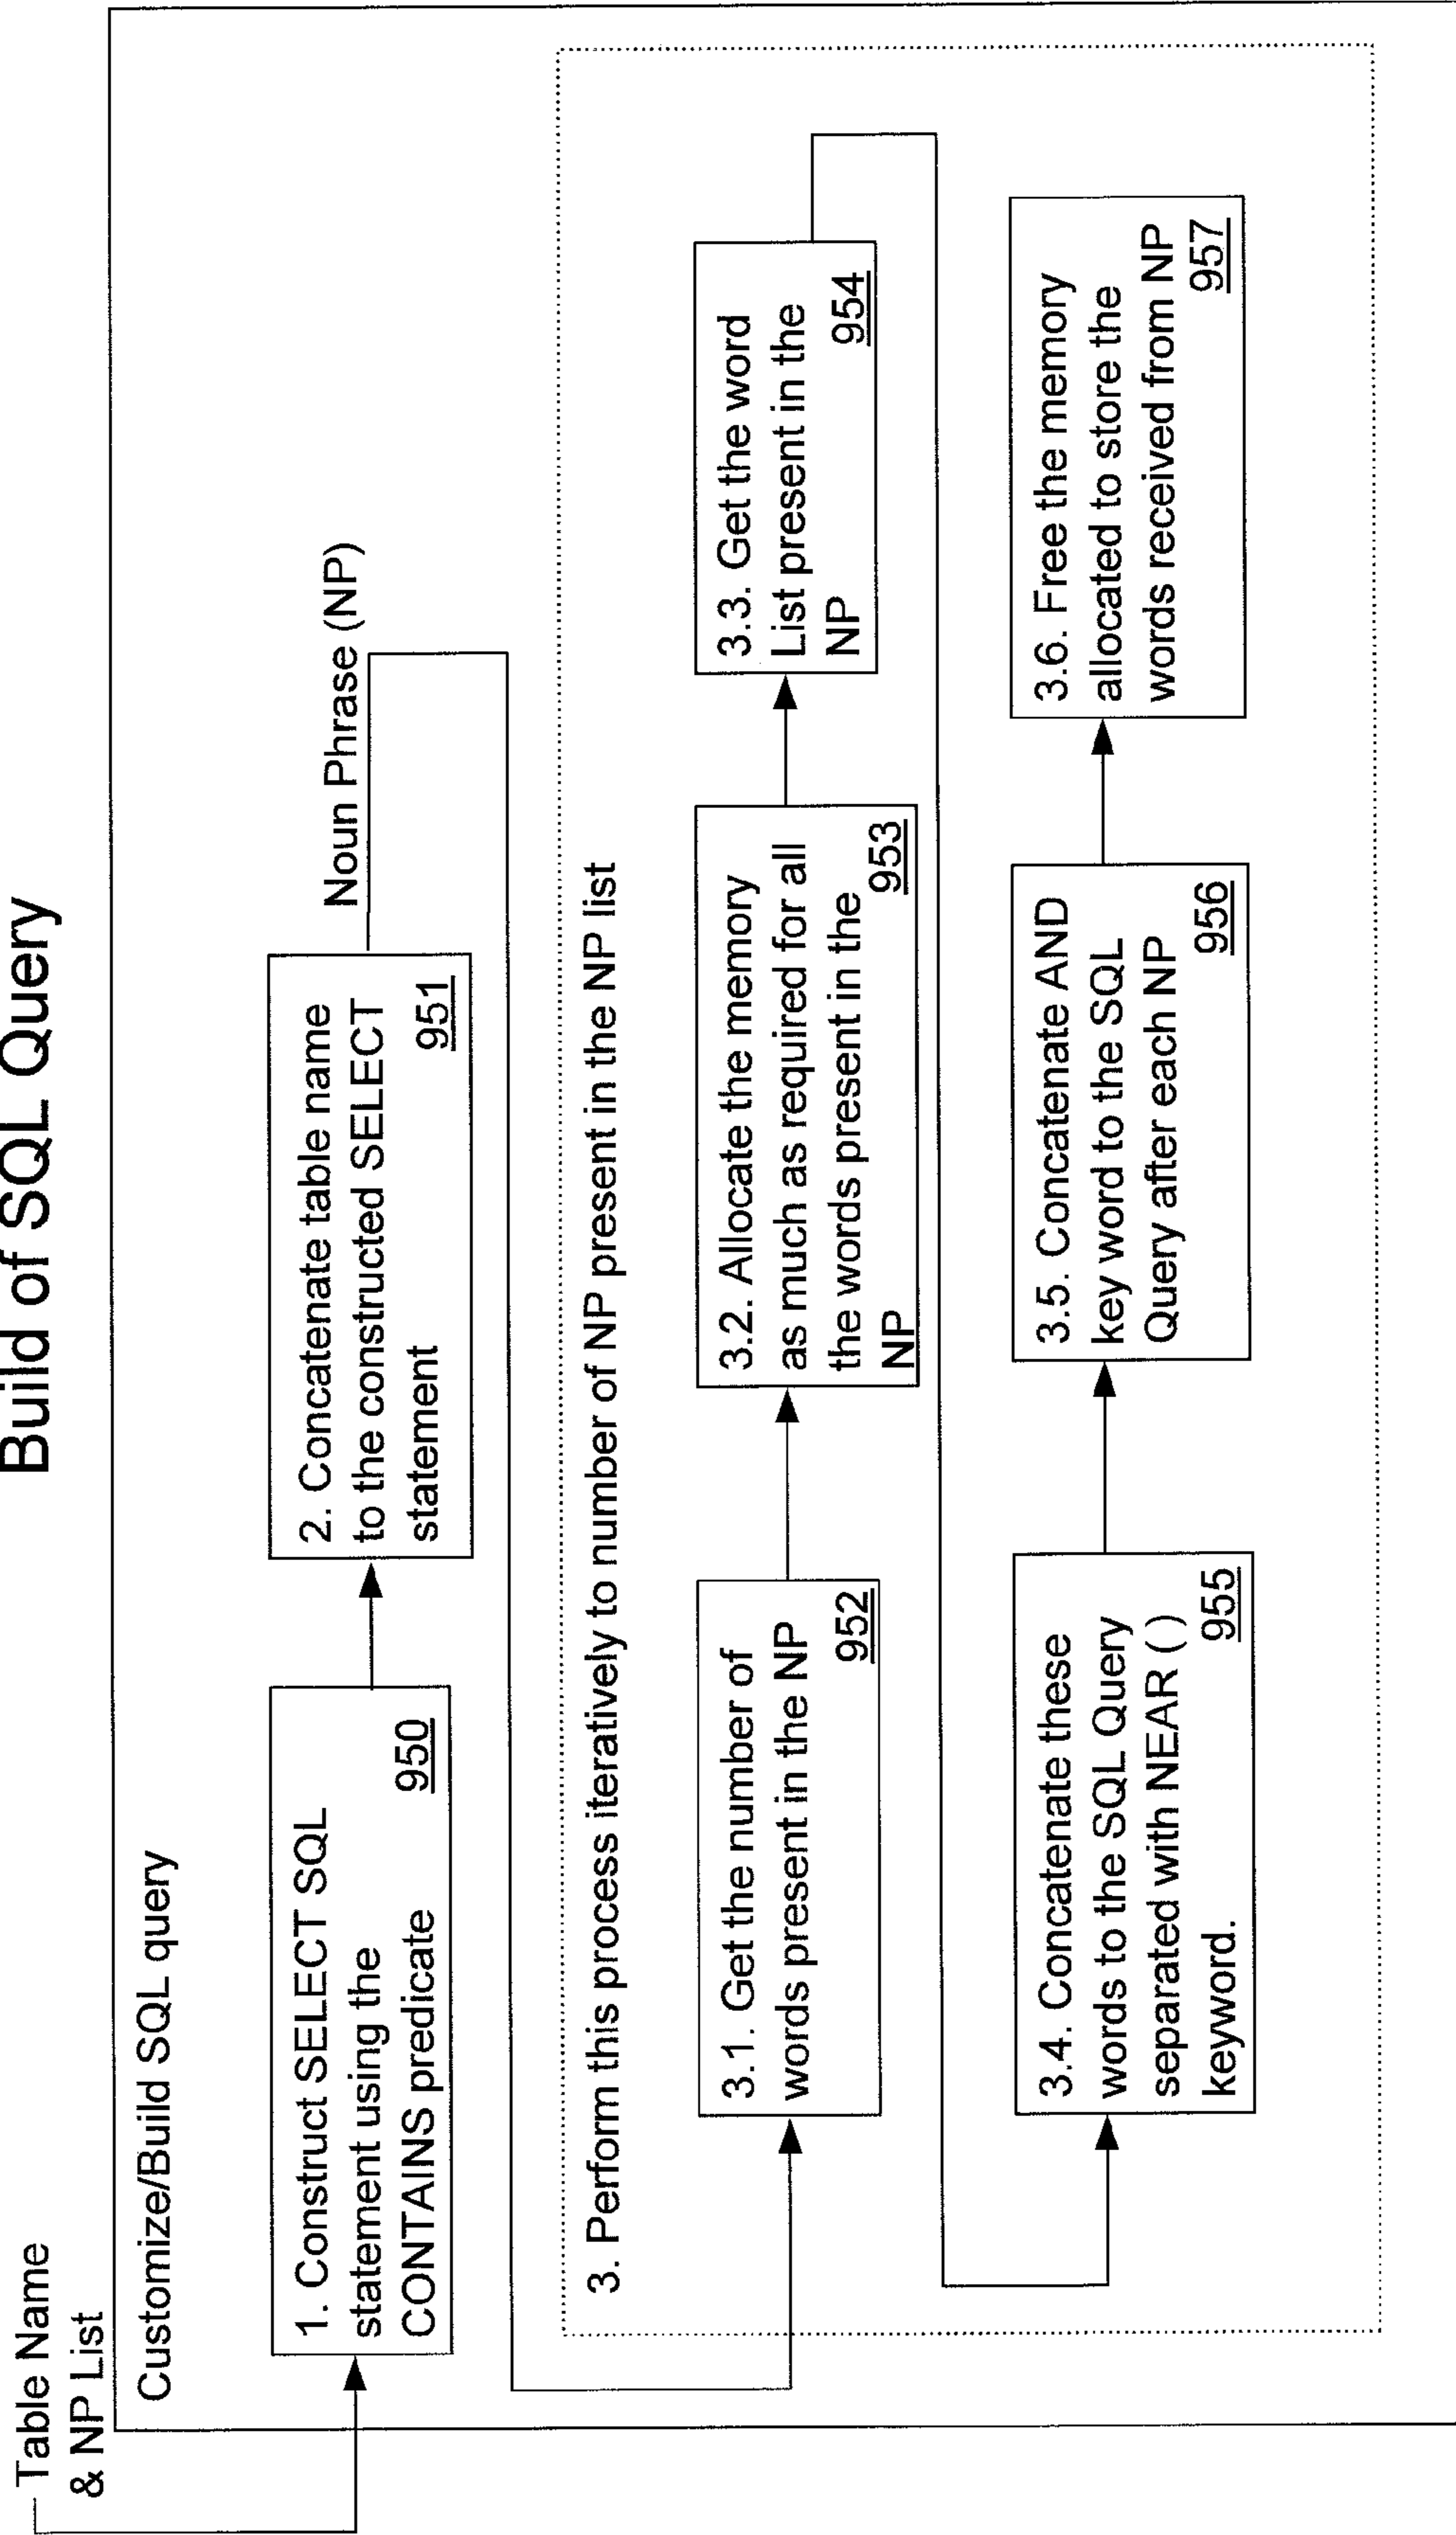 Build of SQL Query
Table Name
& NP List
Customize/Build SQL query
1. Construct SELECT SQL
statement using the
CONTAINS predicate
950
2. Concatenate table name
to the constructed SELECT
statement
951
Noun Phrase (NP)
3. Perform this process iteratively to number of NP present in the NP list
3.1. Get the number of
words present in the NP
952
3.2. Allocate the memory
as much as required for all
the words present in the
NP
953
3.3. Get the word
List present in the
NP
954
3.4. Concatenate these
words to the SQL Query
separated with NEAR ( )
keyword.
955
3.5. Concatenate AND
key word to the SQL
Query after each NP
956
3.6. Free the memory
allocated to store the
words received from NP
957